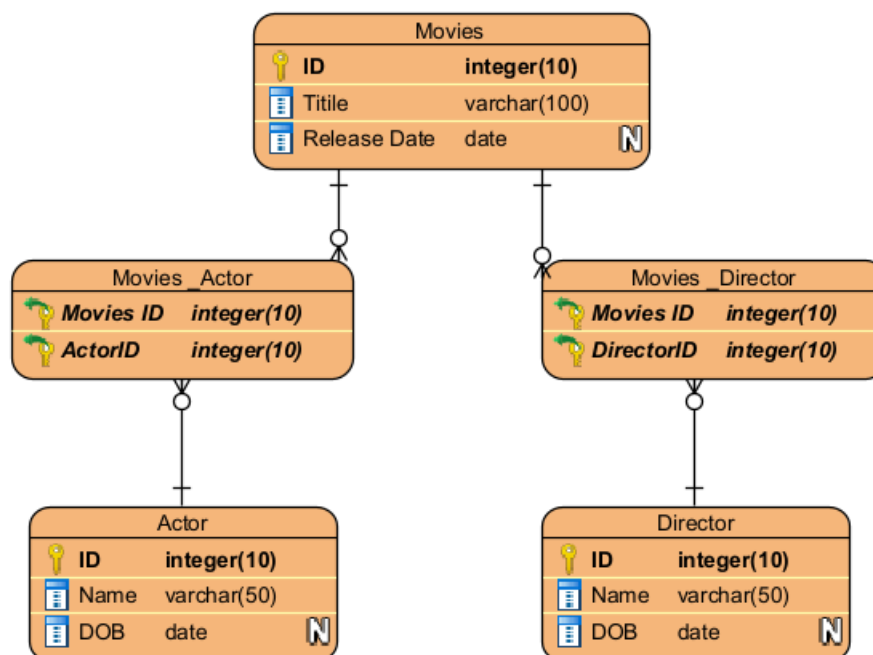 Movies
ID integer(10)
Titile varchar(100)
Release Date date N
Movies _Actor
Movies ID integer(10)
ActorID integer(10)
Movies _Director
Movies ID integer(10)
DirectorID integer(10)
Actor
ID integer(10)
Name varchar(50)
DOB date N
Director
ID integer(10)
Name varchar(50)
DOB date N